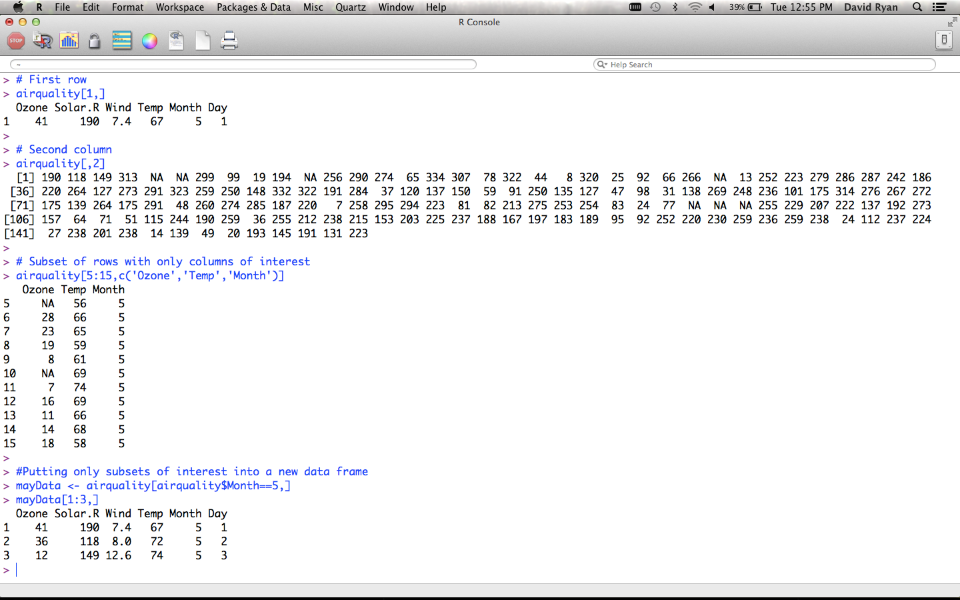 R File Edit Format Workspace Packages & Data Misc Quartz Window Help 39% Tue 12:55 PM David Ryan
R Console
STOP R
~ Help Search
> # First row
> airquality[1,]
  Ozone Solar.R Wind Temp Month Day
1    41     190  7.4   67     5   1
>
> # Second column
> airquality[,2]
  [1] 190 118 149 313  NA  NA 299  99  19 194  NA 256 290 274  65 334 307  78 322  44   8 320  25  92  66 266  NA  13 252 223 279 286 287 242 186
 [36] 220 264 127 273 291 323 259 250 148 332 322 191 284  37 120 137 150  59  91 250 135 127  47  98  31 138 269 248 236 101 175 314 276 267 272
 [71] 175 139 264 175 291  48 260 274 285 187 220   7 258 295 294 223  81  82 213 275 253 254  83  24  77  NA  NA  NA 255 229 207 222 137 192 273
[106] 157  64  71  51 115 244 190 259  36 255 212 238 215 153 203 225 237 188 167 197 183 189  95  92 252 220 230 259 236 259 238  24 112 237 224
[141]  27 238 201 238  14 139  49  20 193 145 191 131 223
>
> # Subset of rows with only columns of interest
> airquality[5:15,c('Ozone','Temp','Month')]
   Ozone Temp Month
5     NA   56     5
6     28   66     5
7     23   65     5
8     19   59     5
9      8   61     5
10    NA   69     5
11     7   74     5
12    16   69     5
13    11   66     5
14    14   68     5
15    18   58     5
>
> #Putting only subsets of interest into a new data frame
> mayData <- airquality[airquality$Month==5,]
> mayData[1:3,]
  Ozone Solar.R Wind Temp Month Day
1    41     190  7.4   67     5   1
2    36     118  8.0   72     5   2
3    12     149 12.6   74     5   3
>